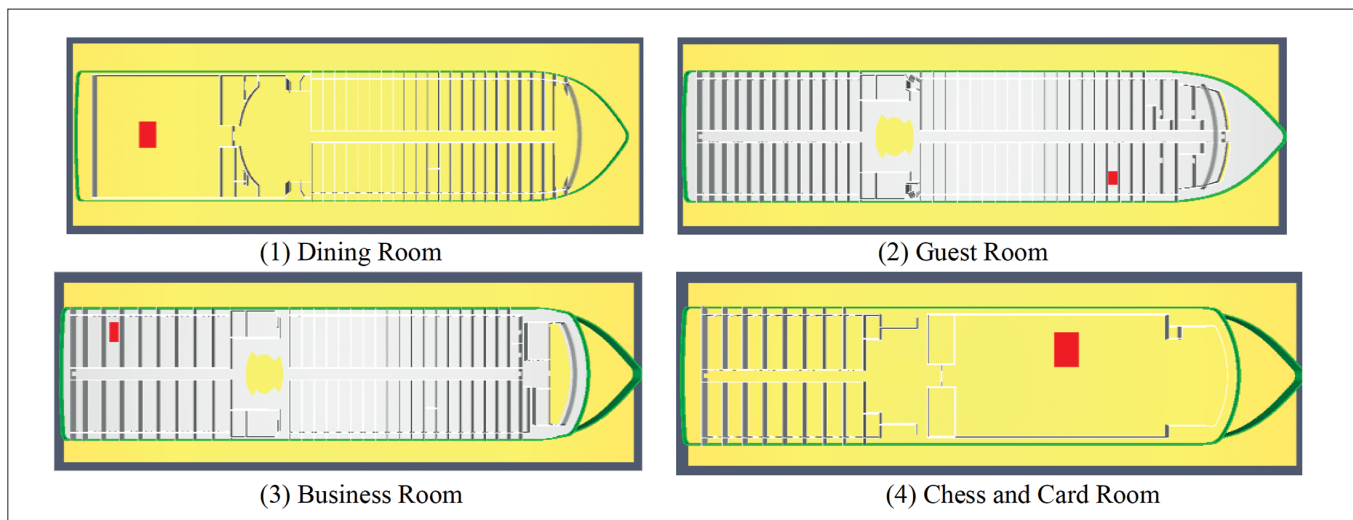 (1) Dining Room
(2) Guest Room
(3) Business Room
(4) Chess and Card Room